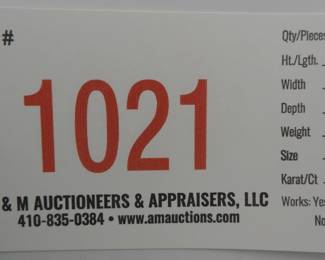 #
1021
& M AUCTIONEERS & APPRAISERS, LLC
410-835-0384 • www.amauctions.com
Qty/Pieces
Ht./Lgth.
Width
Depth
Weight
Size
Karat/Ct
Works: Yes
No